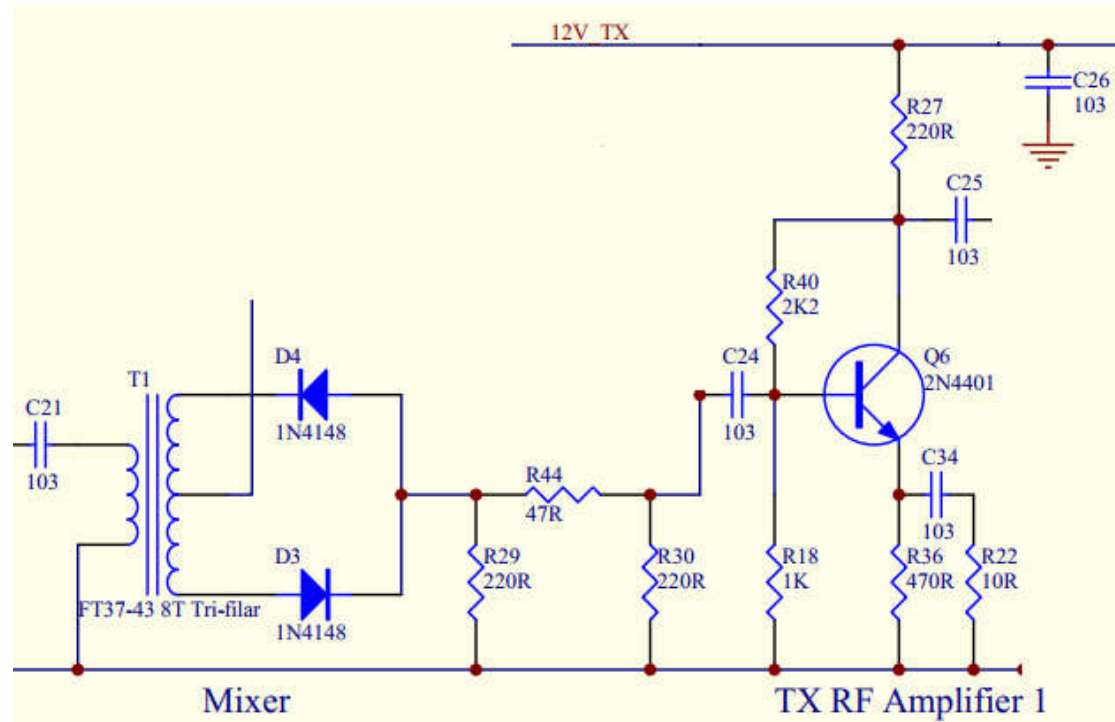 12V_TX
C26
103
R27
220R
C25
103
R40
2K2
D4
1N4148
C24
103
Q6
2N4401
T1
C21
103
R44
47R
C34
103
D3
1N4148
R29
220R
R30
220R
R18
1K
R36
470R
R22
10R
FT37-43 8T Tri-filar
Mixer
TX RF Amplifier 1